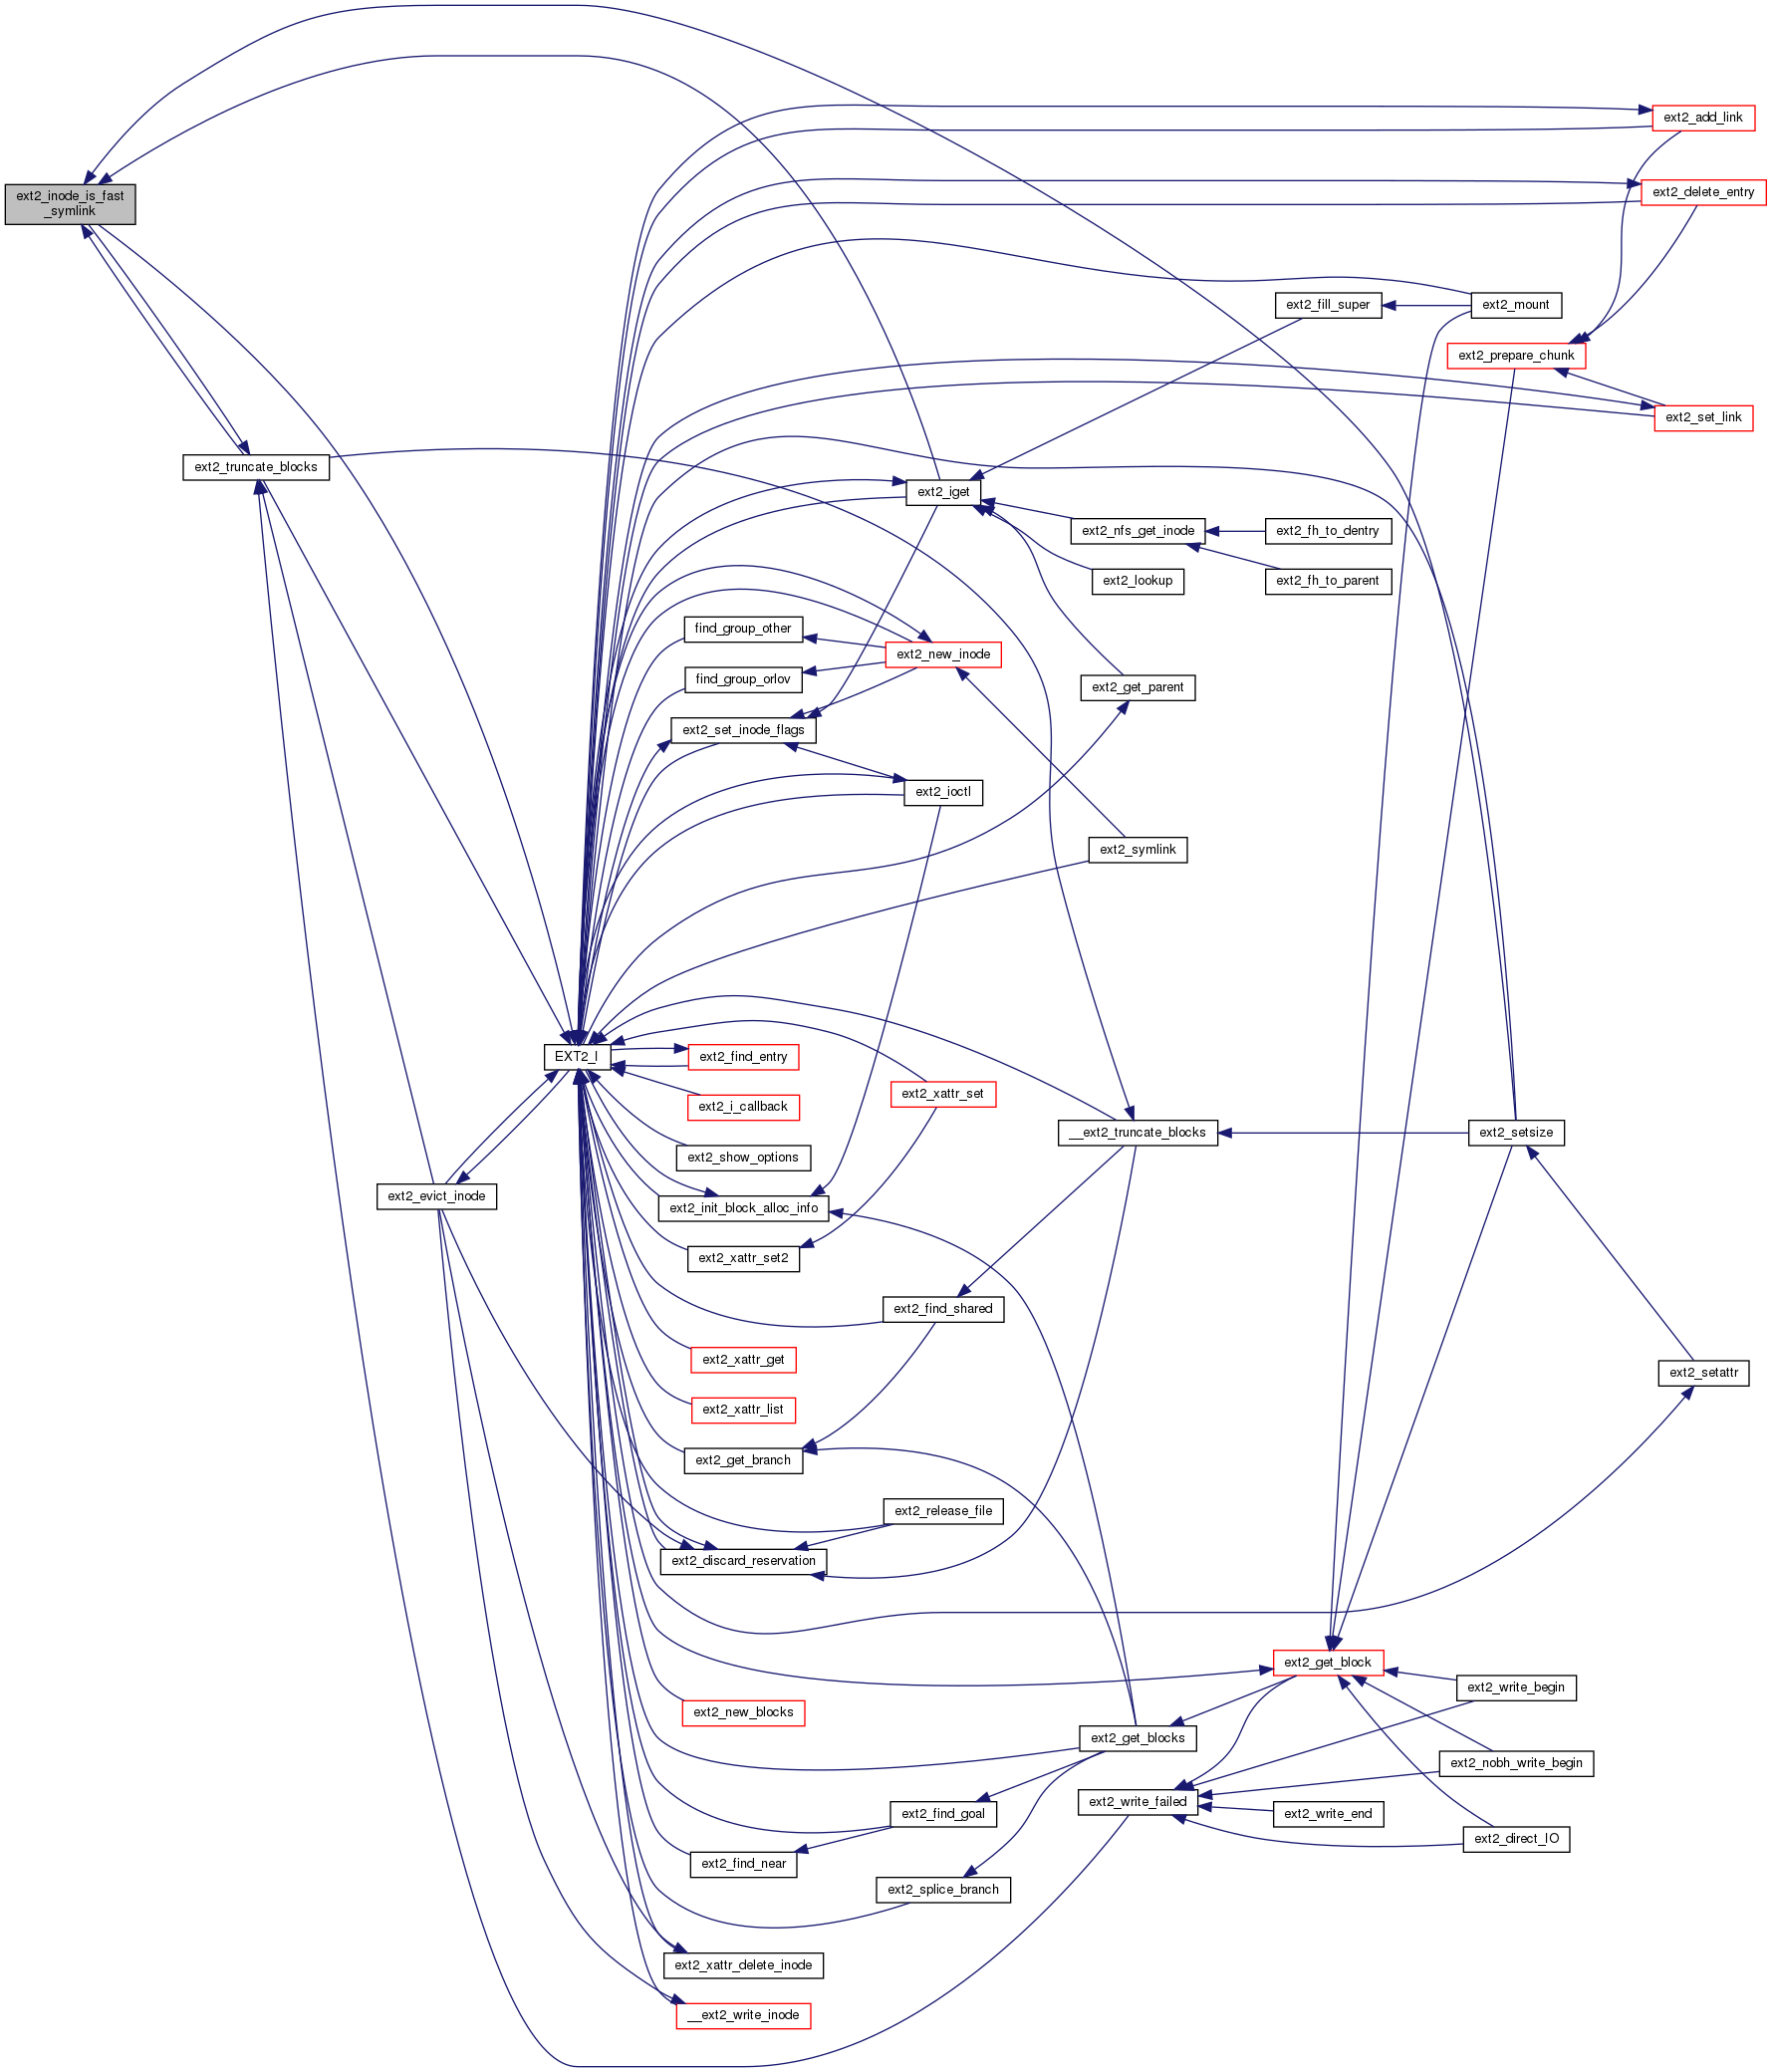 ext2_add_link
ext2_inode_is_fast
_symlink
ext2_delete_entry
ext2_fill_super
ext2_mount
ext2_prepare_chunk
ext2_set_link
ext2_truncate_blocks
ext2_iget
ext2_nfs_get_inode
ext2_fh_to_dentry
ext2_lookup
ext2_fh_to_parent
find_group_other
ext2_new_inode
find_group_orlov
ext2_get_parent
ext2_set_inode_flags
ext2_ioctl
ext2_symlink
EXT2_I
ext2_find_entry
ext2_xattr_set
ext2_i_callback
__ext2_truncate_blocks
ext2_setsize
ext2_show_options
ext2_evict_inode
ext2_init_block_alloc_info
ext2_xattr_set2
ext2_find_shared
ext2_xattr_get
ext2_setattr
ext2_xattr_list
ext2_get_branch
ext2_release_file
ext2_discard_reservation
ext2_get_block
ext2_write_begin
ext2_new_blocks
ext2_get_blocks
ext2_nobh_write_begin
ext2_write_failed
ext2_find_goal
ext2_write_end
ext2_direct_IO
ext2_find_near
ext2_splice_branch
ext2_xattr_delete_inode
__ext2_write_inode